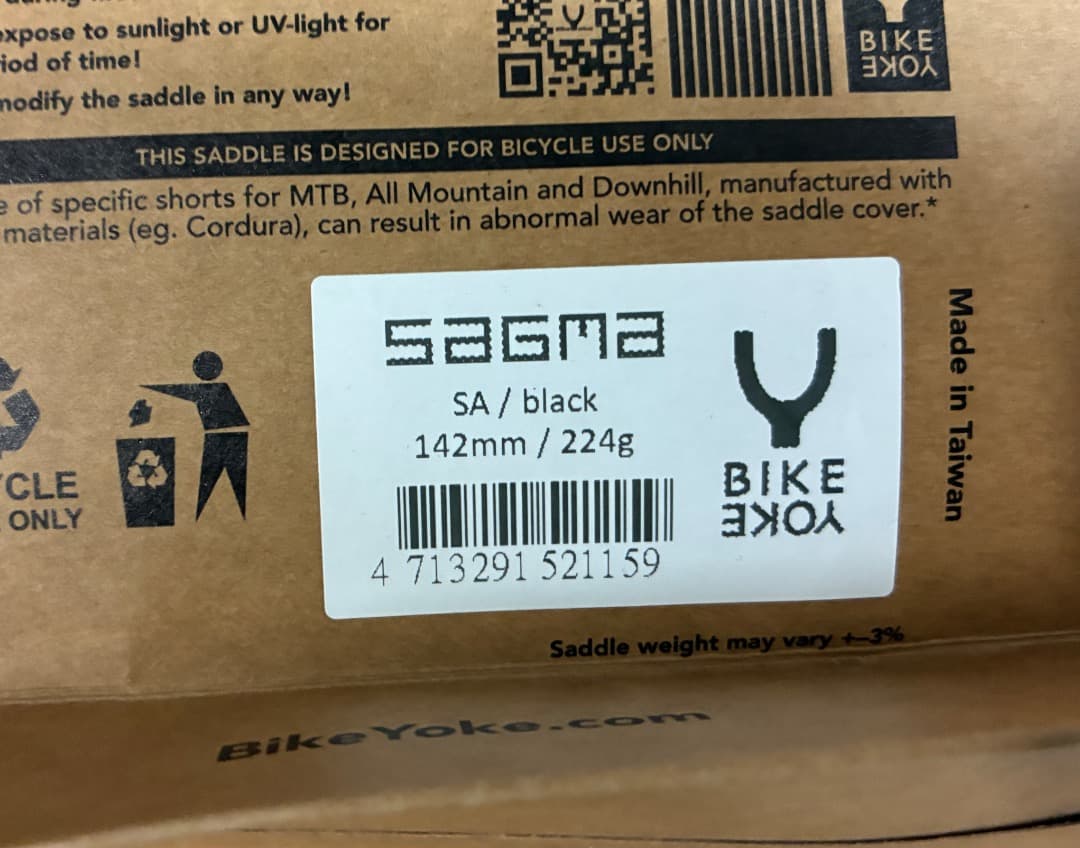 expose to sunlight or UV-light for
iod of time!
modify the saddle in any way!
BIKE
YOKE
THIS SADDLE IS DESIGNED FOR BICYCLE USE ONLY
e of specific shorts for MTB, All Mountain and Downhill, manufactured with
materials (eg. Cordura), can result in abnormal wear of the saddle cover.*
Made in Taiwan
SAGMA
SA / black
142mm / 224g
4 713291 521159
BIKE
YOKE
CYCLE
ONLY
Saddle weight may vary +-3%
BikeYoke.com